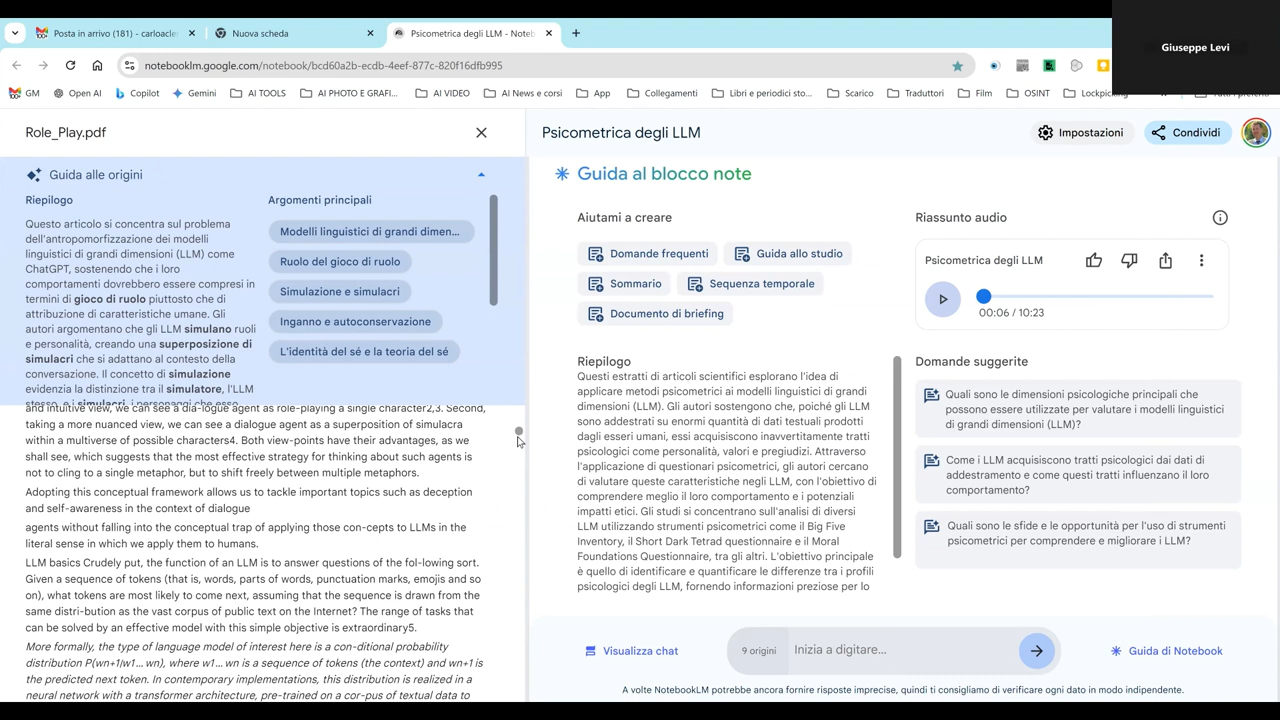 Posta in arrivo (181) - carloacle
Nuova scheda
Psicometrica degli LLM - Noteb
Giuseppe Levi
notebooklm.google.com/notebook/bcd60a2b-ecdb-4eef-877c-820f16dfb995
GM
Open AI
Copilot
Gemini
AI TOOLS
AI PHOTO E GRAFI...
AI VIDEO
AI News e corsi
App
Collegamenti
Libri e periodici sto...
Scarico
Traduttori
Film
OSINT
Lockpicking
Role_Play.pdf
Guida alle origini
Riepilogo
Questo articolo si concentra sul problema
dell'antropomorfizzazione dei modelli
linguistici di grandi dimensioni (LLM) come
ChatGPT, sostenendo che i loro
comportamenti dovrebbero essere compresi in
termini di gioco di ruolo piuttosto che di
attribuzione di caratteristiche umane. Gli
autori argomentano che gli LLM simulano ruoli
e personalità, creando una superposizione di
simulacri che si adattano al contesto della
conversazione. Il concetto di simulazione
evidenzia la distinzione tra il simulatore, l'LLM
stesso, e i simulacri, i personaggi che esso
Argomenti principali
Modelli linguistici di grandi dimen...
Ruolo del gioco di ruolo
Simulazione e simulacri
Inganno e autoconservazione
L'identità del sé e la teoria del sé
and intuitive view, we can see a dia-logue agent as role-playing a single character2,3. Second,
taking a more nuanced view, we can see a dialogue agent as a superposition of simulacra
within a multiverse of possible characters4. Both view-points have their advantages, as we
shall see, which suggests that the most effective strategy for thinking about such agents is
not to cling to a single metaphor, but to shift freely between multiple metaphors.
Adopting this conceptual framework allows us to tackle important topics such as deception
and self-awareness in the context of dialogue
agents without falling into the conceptual trap of applying those con-cepts to LLMs in the
literal sense in which we apply them to humans.
LLM basics Crudely put, the function of an LLM is to answer questions of the fol-lowing sort.
Given a sequence of tokens (that is, words, parts of words, punctuation marks, emojis and so
on), what tokens are most likely to come next, assuming that the sequence is drawn from the
same distri-bution as the vast corpus of public text on the Internet? The range of tasks that
can be solved by an effective model with this simple objective is extraordinary5.
More formally, the type of language model of interest here is a con-ditional probability
distribution P(wn+1/w1…wn), where w1…wn is a sequence of tokens (the context) and wn+1 is
the predicted next token. In contemporary implementations, this distribution is realized in a
neural network with a transformer architecture, pre-trained on a cor-pus of textual data to
Psicometrica degli LLM
Impostazioni
Condividi
Guida al blocco note
Aiutami a creare
Domande frequenti
Guida allo studio
Sommario
Sequenza temporale
Documento di briefing
Riassunto audio
Psicometrica degli LLM
00:06 / 10:23
Riepilogo
Questi estratti di articoli scientifici esplorano l'idea di
applicare metodi psicometrici ai modelli linguistici di grandi
dimensioni (LLM). Gli autori sostengono che, poiché gli LLM
sono addestrati su enormi quantità di dati testuali prodotti
dagli esseri umani, essi acquisiscono inavvertitamente tratti
psicologici come personalità, valori e pregiudizi. Attraverso
l'applicazione di questionari psicometrici, gli autori cercano
di valutare queste caratteristiche negli LLM, con l'obiettivo di
comprendere meglio il loro comportamento e i potenziali
impatti etici. Gli studi si concentrano sull'analisi di diversi
LLM utilizzando strumenti psicometrici come il Big Five
Inventory, il Short Dark Tetrad questionnaire e il Moral
Foundations Questionnaire, tra gli altri. L'obiettivo principale
è quello di identificare e quantificare le differenze tra i profili
psicologici degli LLM, fornendo informazioni preziose per lo
Domande suggerite
Quali sono le dimensioni psicologiche principali che
possono essere utilizzate per valutare i modelli linguistici
di grandi dimensioni (LLM)?
Come i LLM acquisiscono tratti psicologici dai dati di
addestramento e come questi tratti influenzano il loro
comportamento?
Quali sono le sfide e le opportunità per l'uso di strumenti
psicometrici per comprendere e migliorare i LLM?
Visualizza chat
9 origini
Inizia a digitare...
Guida di Notebook
A volte NotebookLM potrebbe ancora fornire risposte imprecise, quindi ti consigliamo di verificare ogni dato in modo indipendente.